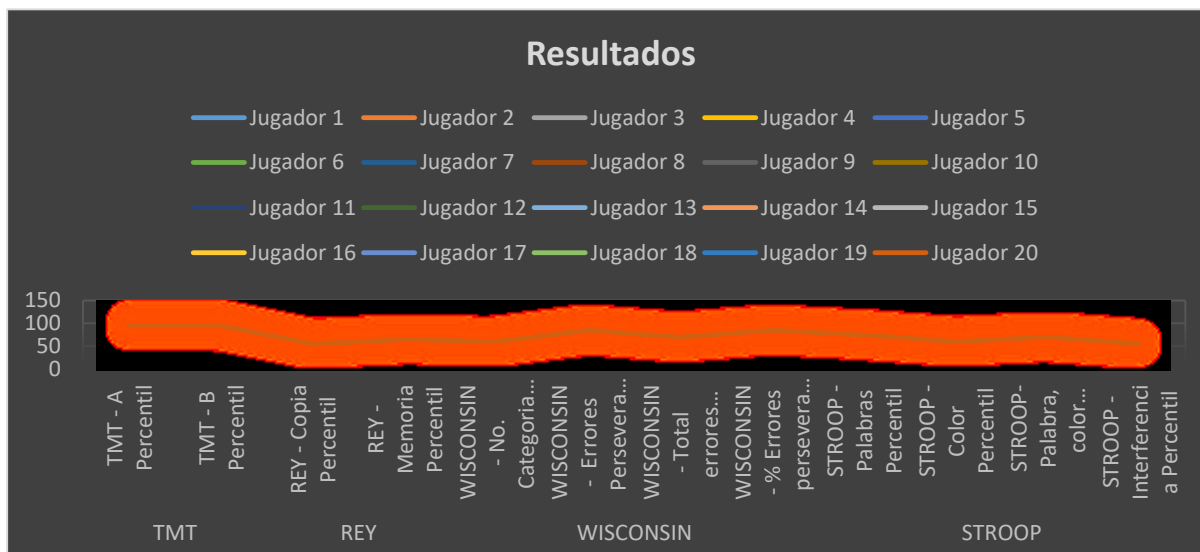 Resultados
Jugador 1 Jugador 2 Jugador 3 Jugador 4 Jugador 5
Jugador 6 Jugador 7 Jugador 8 Jugador 9 Jugador 10
Jugador 11 Jugador 12 Jugador 13 Jugador 14 Jugador 15
Jugador 16 Jugador 17 Jugador 18 Jugador 19 Jugador 20
150
100
50
0
TMT - A
Percentil
TMT - B
Percentil
REY - Copia
Percentil
REY -
Memoria
Percentil
WISCONSIN
- No.
Categoria...
WISCONSIN
- Errores
Persevera...
WISCONSIN
- Total
errores...
WISCONSIN
- % Errores
persevera...
STROOP -
Palabras
Percentil
STROOP -
Color
Percentil
STROOP-
Palabra,
color...
STROOP -
Interferenci
a Percentil
TMT REY WISCONSIN STROOP